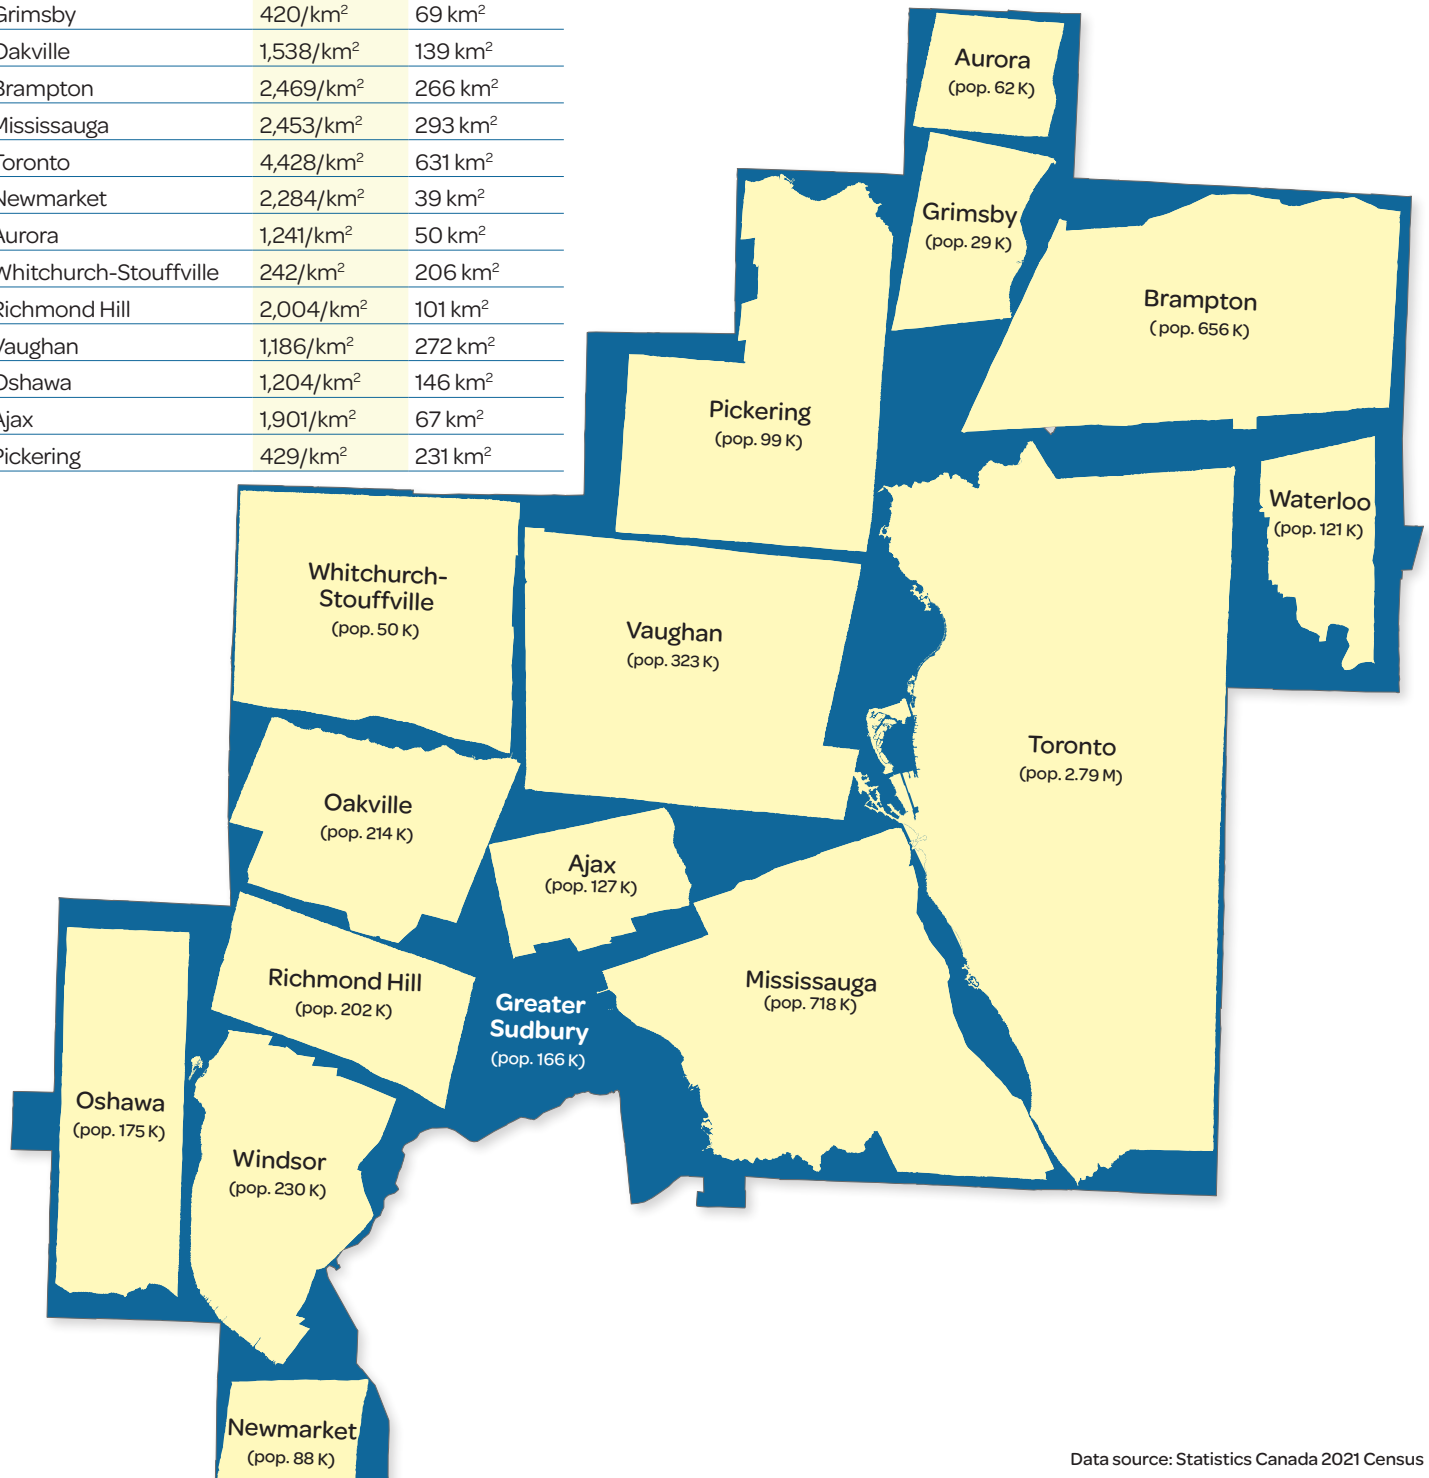 Grimsby 420/km² 69 km²
Oakville 1,538/km² 139 km²
Brampton 2,469/km² 266 km²
Mississauga 2,453/km² 293 km²
Toronto 4,428/km² 631 km²
Newmarket 2,284/km² 39 km²
Aurora 1,241/km² 50 km²
Whitchurch-Stouffville 242/km² 206 km²
Richmond Hill 2,004/km² 101 km²
Vaughan 1,186/km² 272 km²
Oshawa 1,204/km² 146 km²
Ajax 1,901/km² 67 km²
Pickering 429/km² 231 km²
Aurora
(pop. 62 K)
Grimsby
(pop. 29 K)
Brampton
(pop. 656 K)
Pickering
(pop. 99 K)
Waterloo
(pop. 121 K)
Whitchurch-
Stouffville
(pop. 50 K)
Vaughan
(pop. 323 K)
Toronto
(pop. 2.79 M)
Oakville
(pop. 214 K)
Ajax
(pop. 127 K)
Mississauga
(pop. 718 K)
Richmond Hill
(pop. 202 K)
Greater
Sudbury
(pop. 166 K)
Oshawa
(pop. 175 K)
Windsor
(pop. 230 K)
Newmarket
(pop. 88 K)
Data source: Statistics Canada 2021 Census